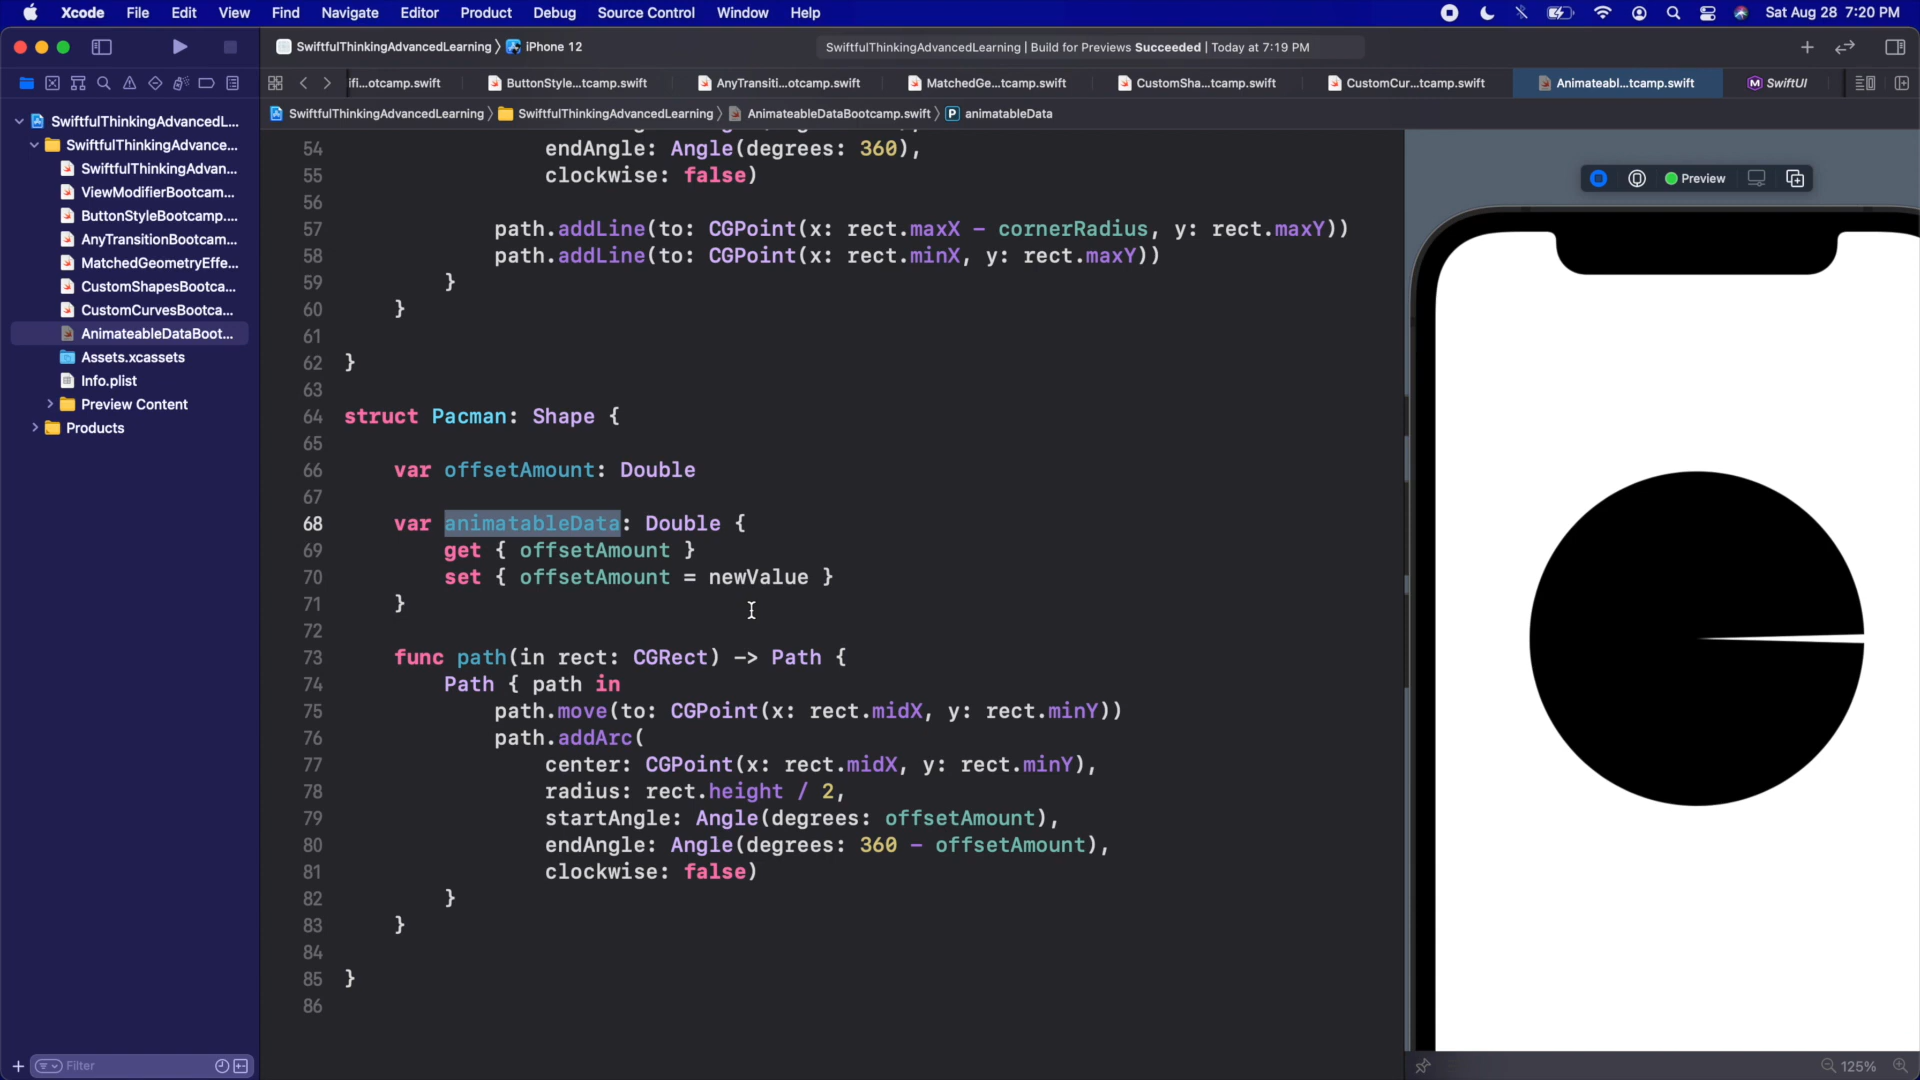 Xcode File Edit View Find Navigate Editor Product Debug Source Control Window Help Sat Aug 28 7:20 PM
SwiftfulThinkingAdvancedLearning 〉 iPhone 12
SwiftfulThinkingAdvancedLearning | Build for Previews Succeeded | Today at 7:19 PM
ifi...otcamp.swift ButtonStyle...tcamp.swift AnyTransiti...otcamp.swift MatchedGe...tcamp.swift CustomSha...tcamp.swift CustomCur...tcamp.swift Animateabl...tcamp.swift SwiftUI
SwiftfulThinkingAdvancedLearning 〉 SwiftfulThinkingAdvancedLearning 〉 AnimateableDataBootcamp.swift 〉 P animatableData
SwiftfulThinkingAdvancedL...
SwiftfulThinkingAdvance...
SwiftfulThinkingAdvan...
ViewModifierBootcam...
ButtonStyleBootcamp....
AnyTransitionBootcam...
MatchedGeometryEffe...
CustomShapesBootca...
CustomCurvesBootca...
AnimateableDataBoot...
Assets.xcassets
Info.plist
Preview Content
Products
Filter
54 endAngle: Angle(degrees: 360),
55 clockwise: false)
56
57 path.addLine(to: CGPoint(x: rect.maxX - cornerRadius, y: rect.maxY))
58 path.addLine(to: CGPoint(x: rect.minX, y: rect.maxY))
59 }
60 }
61
62 }
63
64 struct Pacman: Shape {
65
66 var offsetAmount: Double
67
68 var animatableData: Double {
69 get { offsetAmount }
70 set { offsetAmount = newValue }
71 }
72
73 func path(in rect: CGRect) -> Path {
74 Path { path in
75 path.move(to: CGPoint(x: rect.midX, y: rect.minY))
76 path.addArc(
77 center: CGPoint(x: rect.midX, y: rect.minY),
78 radius: rect.height / 2,
79 startAngle: Angle(degrees: offsetAmount),
80 endAngle: Angle(degrees: 360 - offsetAmount),
81 clockwise: false)
82 }
83 }
84
85 }
86
Preview
125%